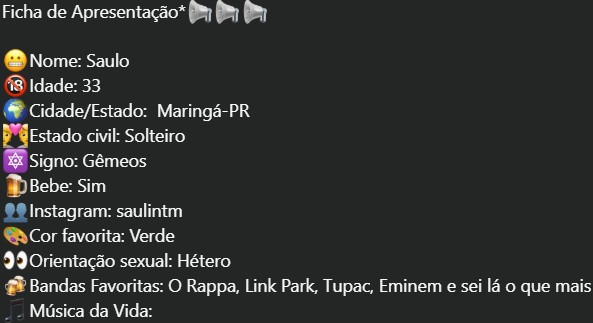 Ficha de Apresentação*📢📢📢
😬Nome: Saulo
🔞Idade: 33
🌍Cidade/Estado:  Maringá-PR
💏Estado civil: Solteiro
🔯Signo: Gêmeos
🍺Bebe: Sim
👥Instagram: saulintm
🎨Cor favorita: Verde
👀Orientação sexual: Hétero
🍻Bandas Favoritas: O Rappa, Link Park, Tupac, Eminem e sei lá o que mais
🎵Música da Vida: